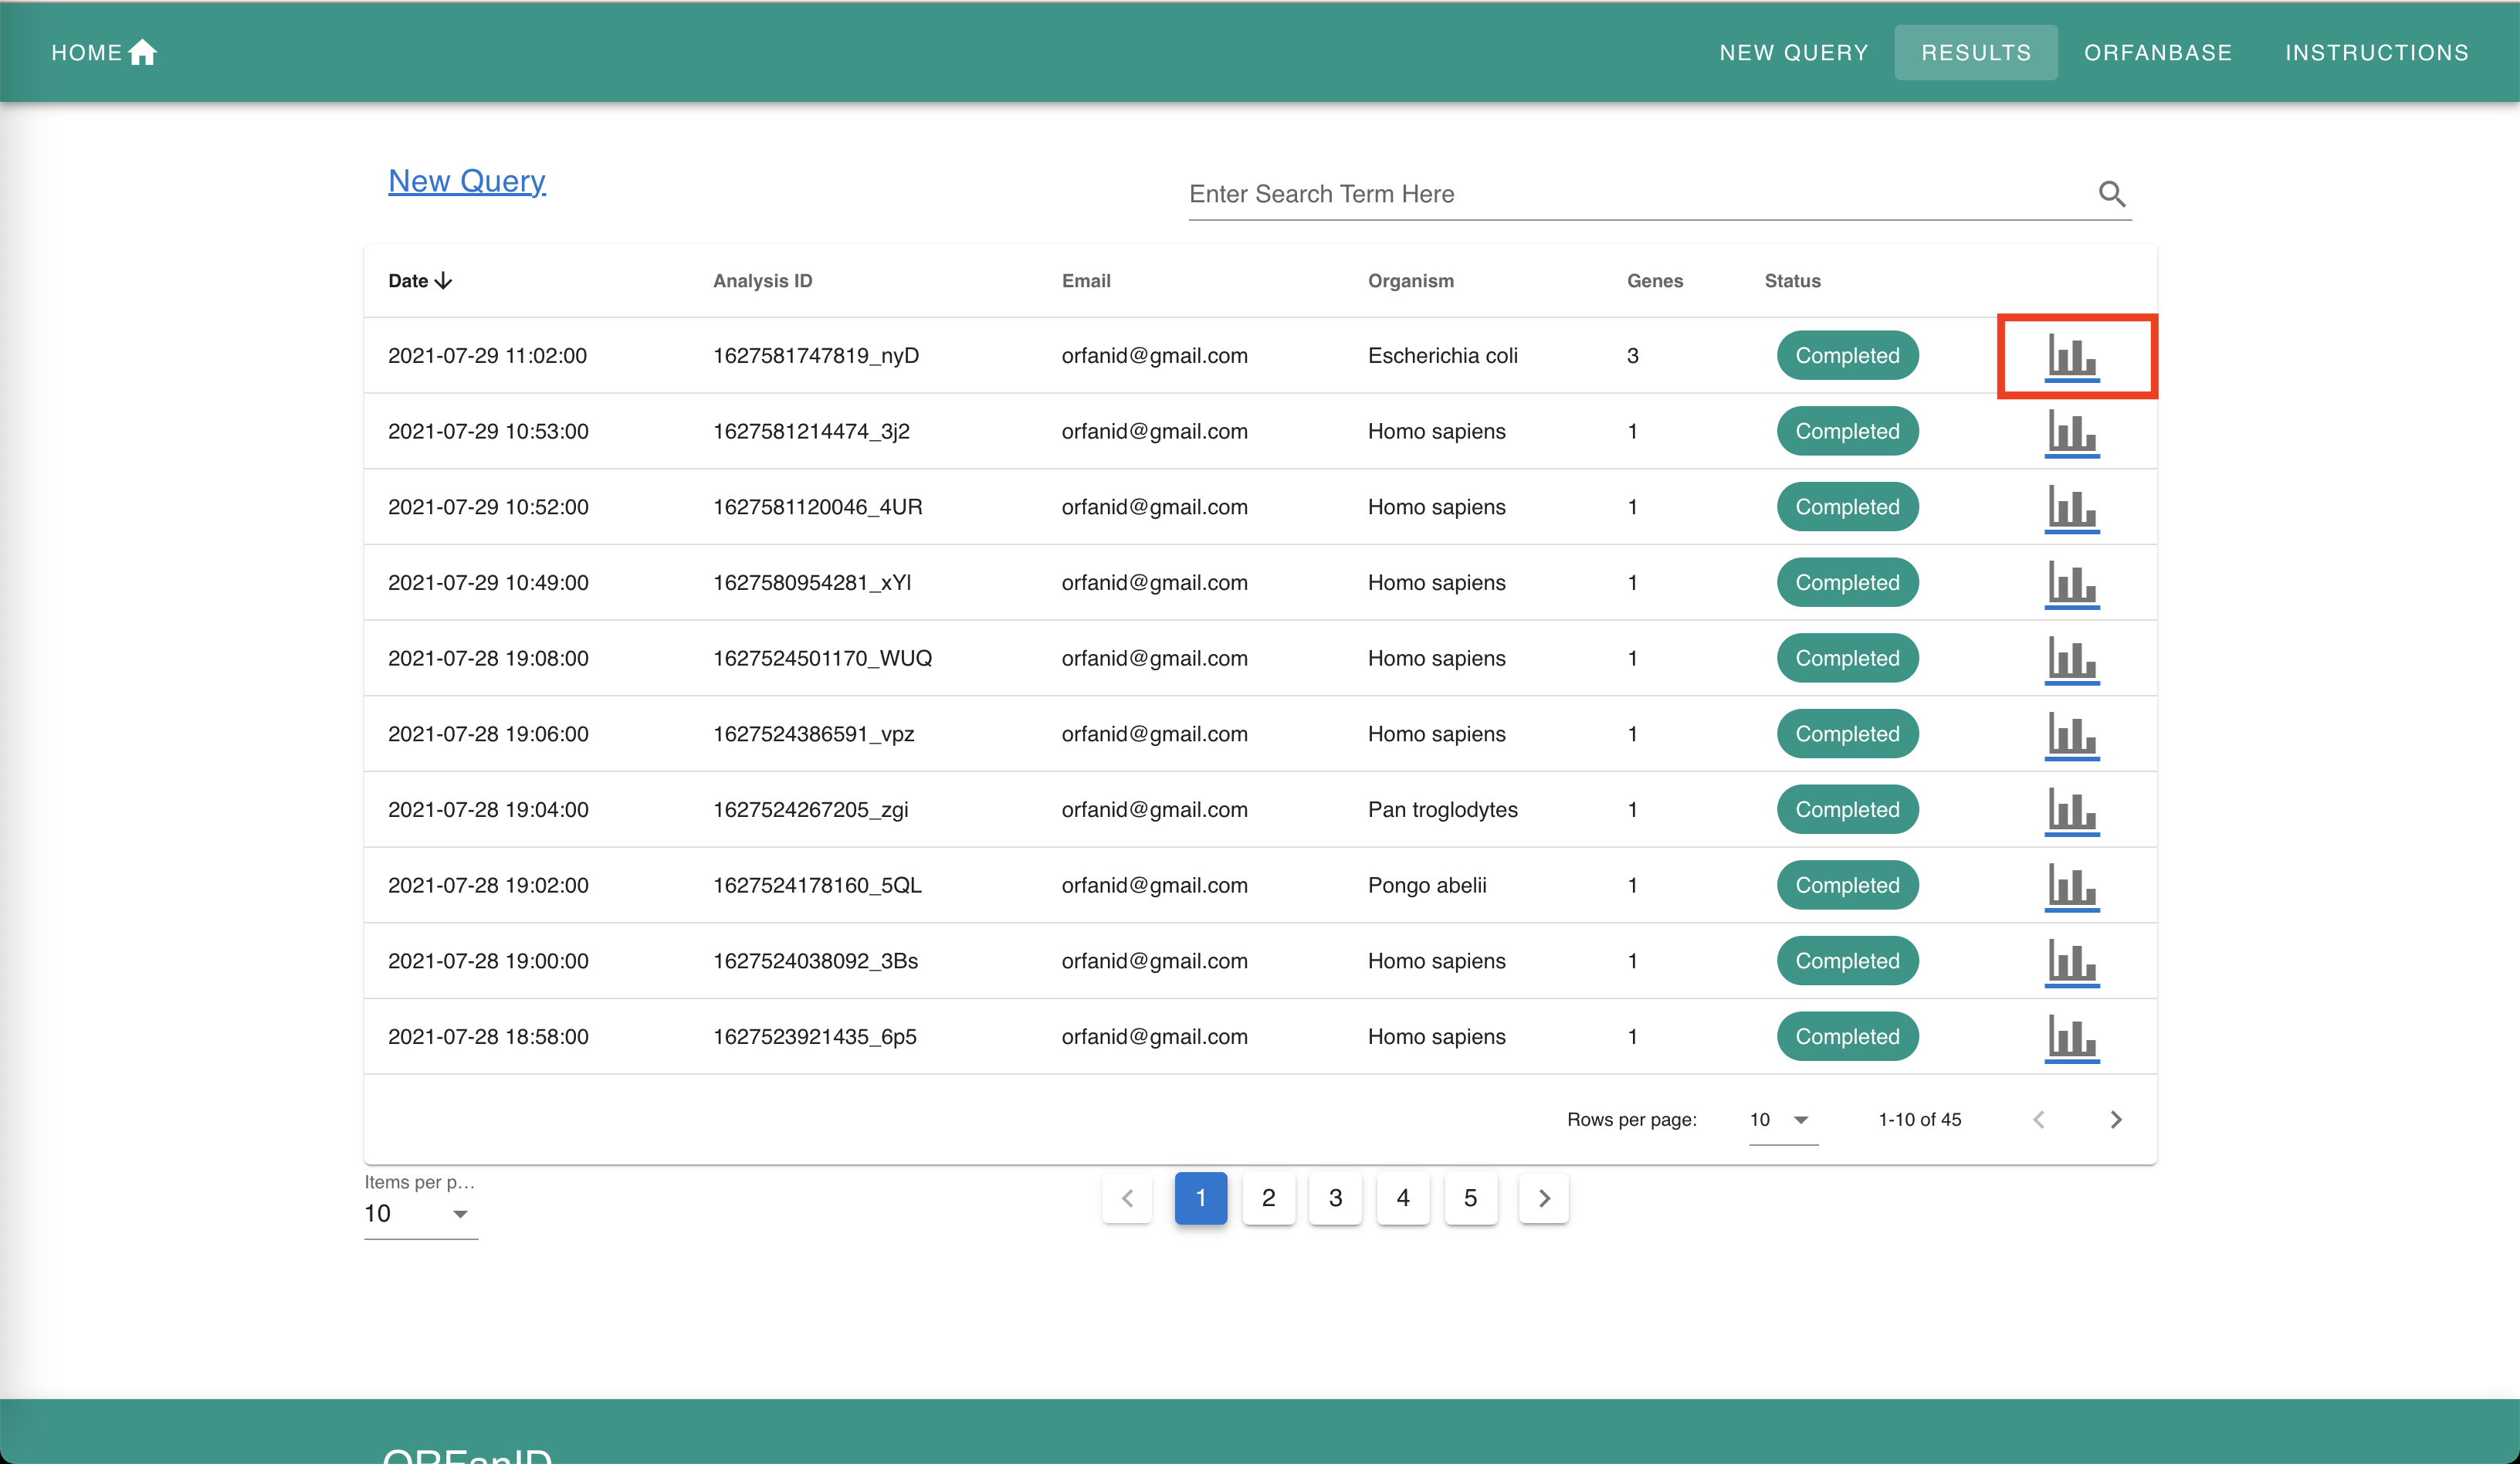 HOME NEW QUERY RESULTS ORFANBASE INSTRUCTIONS
New Query
Enter Search Term Here
Date Analysis ID Email Organism Genes Status
2021-07-29 11:02:00 1627581747819_nyD orfanid@gmail.com Escherichia coli 3 Completed
2021-07-29 10:53:00 1627581214474_3j2 orfanid@gmail.com Homo sapiens 1 Completed
2021-07-29 10:52:00 1627581120046_4UR orfanid@gmail.com Homo sapiens 1 Completed
2021-07-29 10:49:00 1627580954281_xYl orfanid@gmail.com Homo sapiens 1 Completed
2021-07-28 19:08:00 1627524501170_WUQ orfanid@gmail.com Homo sapiens 1 Completed
2021-07-28 19:06:00 1627524386591_vpz orfanid@gmail.com Homo sapiens 1 Completed
2021-07-28 19:04:00 1627524267205_zgi orfanid@gmail.com Pan troglodytes 1 Completed
2021-07-28 19:02:00 1627524178160_5QL orfanid@gmail.com Pongo abelii 1 Completed
2021-07-28 19:00:00 1627524038092_3Bs orfanid@gmail.com Homo sapiens 1 Completed
2021-07-28 18:58:00 1627523921435_6p5 orfanid@gmail.com Homo sapiens 1 Completed
Rows per page: 10 1-10 of 45
Items per p...
10
1 2 3 4 5
ORFanID